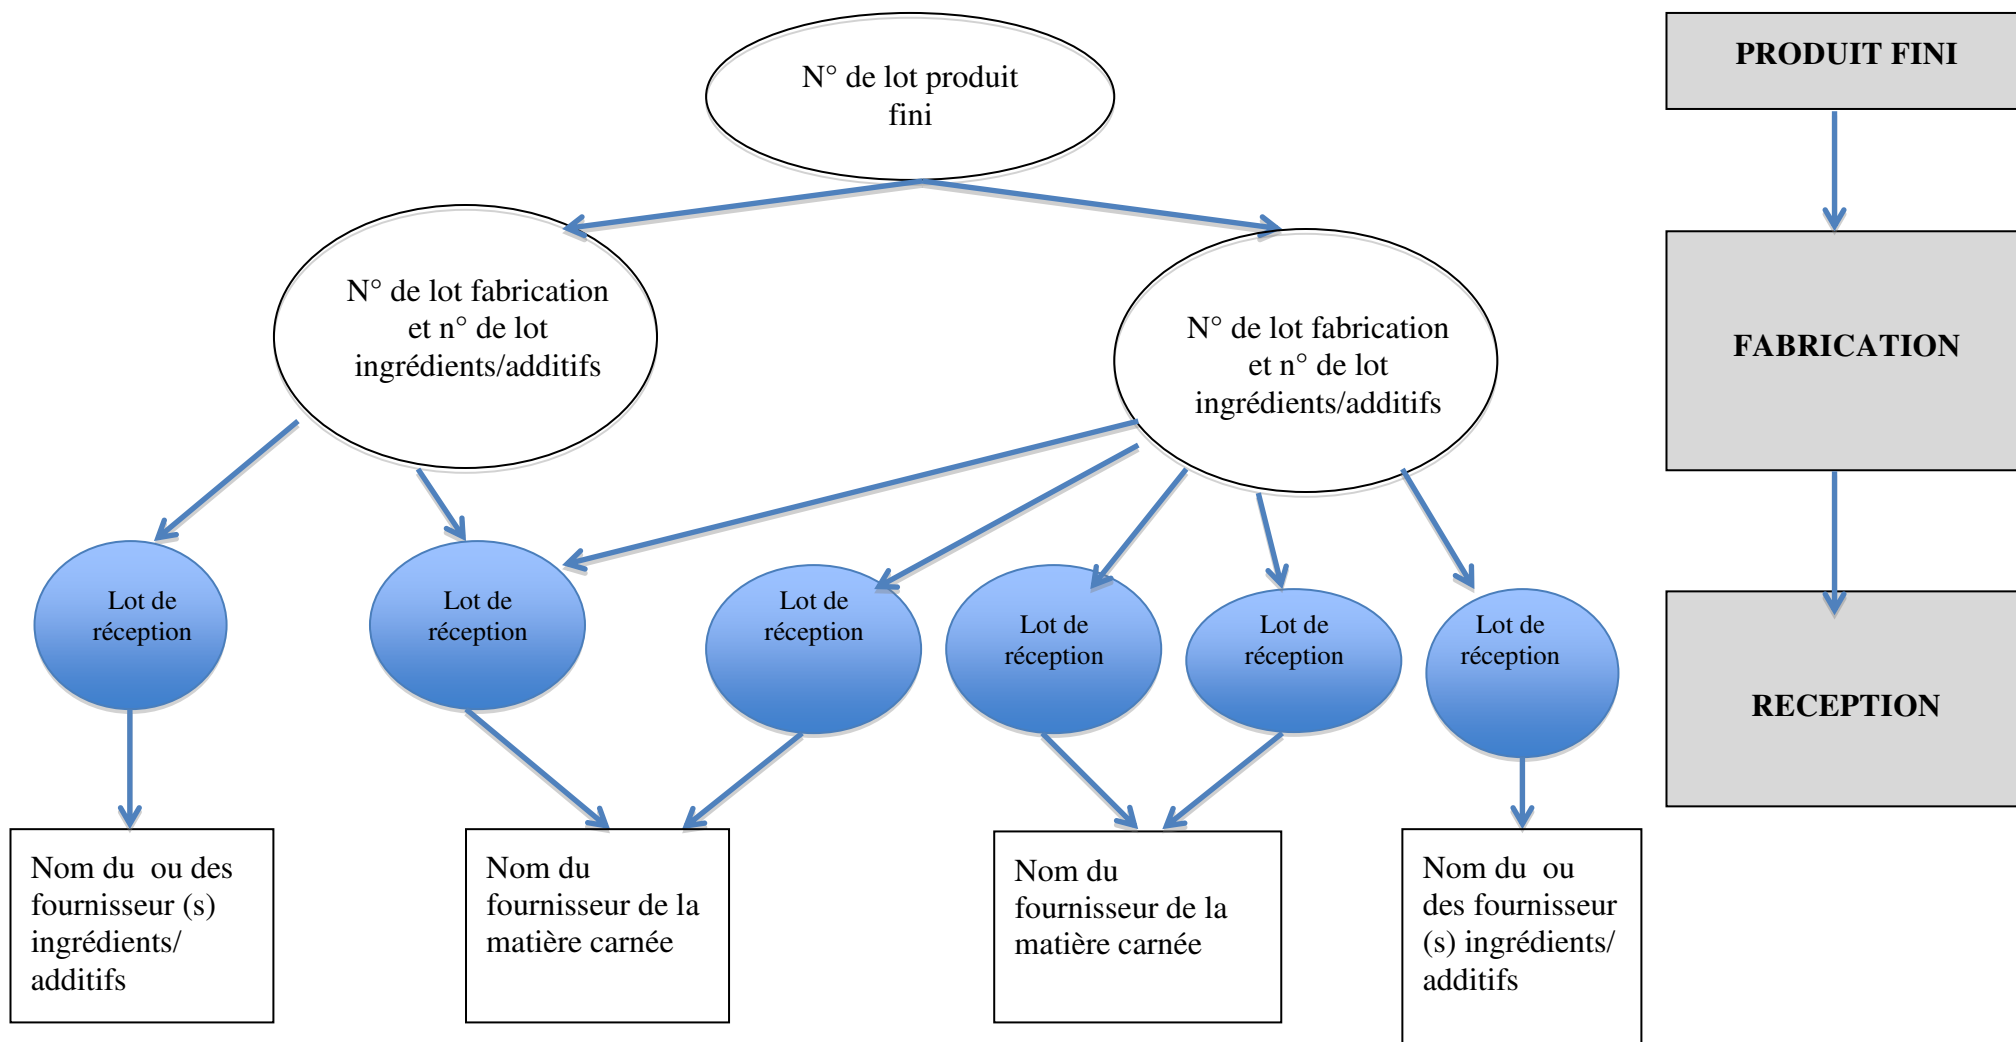 N° de lot produit
fini
PRODUIT FINI
N° de lot fabrication
et n° de lot
ingrédients/additifs
N° de lot fabrication
et n° de lot
ingrédients/additifs
FABRICATION
Lot de
réception
Lot de
réception
Lot de
réception
Lot de
réception
Lot de
réception
Lot de
réception
RECEPTION
Nom du  ou des
fournisseur (s)
ingrédients/
additifs
Nom du
fournisseur de la
matière carnée
Nom du
fournisseur de la
matière carnée
Nom du  ou
des fournisseur
(s) ingrédients/
additifs